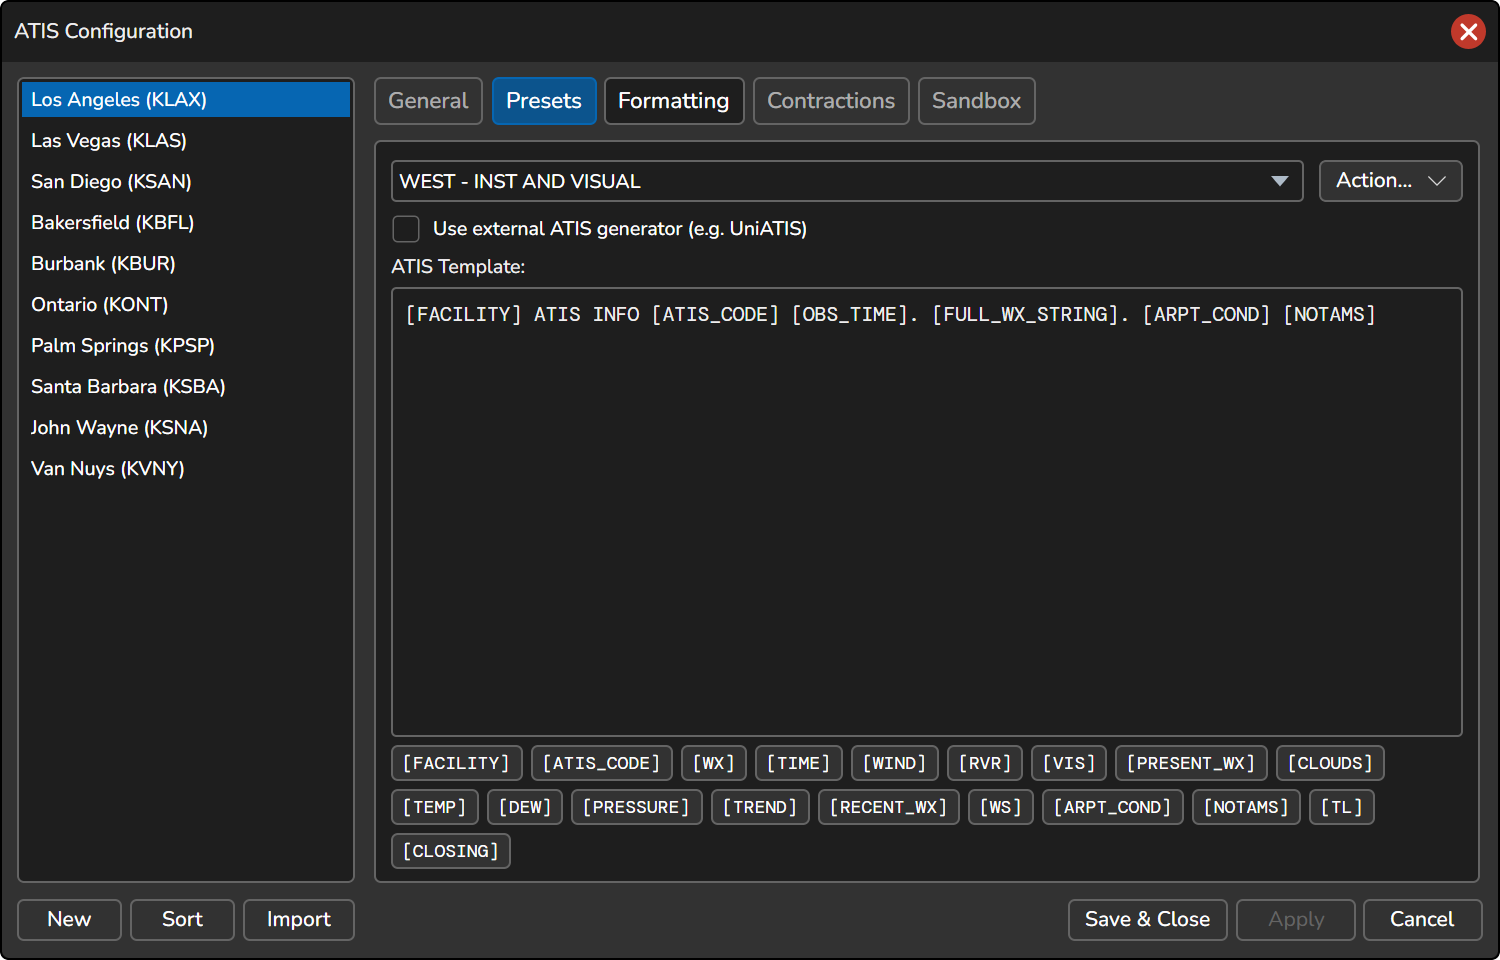 ATIS Configuration
Los Angeles (KLAX)
Las Vegas (KLAS)
San Diego (KSAN)
Bakersfield (KBFL)
Burbank (KBUR)
Ontario (KONT)
Palm Springs (KPSP)
Santa Barbara (KSBA)
John Wayne (KSNA)
Van Nuys (KVNY)
General Presets Formatting Contractions Sandbox
WEST - INST AND VISUAL Action...
Use external ATIS generator (e.g. UniATIS)
ATIS Template:
[FACILITY] ATIS INFO [ATIS_CODE] [OBS_TIME]. [FULL_WX_STRING]. [ARPT_COND] [NOTAMS]
[FACILITY] [ATIS_CODE] [WX] [TIME] [WIND] [RVR] [VIS] [PRESENT_WX] [CLOUDS]
[TEMP] [DEW] [PRESSURE] [TREND] [RECENT_WX] [WS] [ARPT_COND] [NOTAMS] [TL]
[CLOSING]
New Sort Import Save & Close Apply Cancel